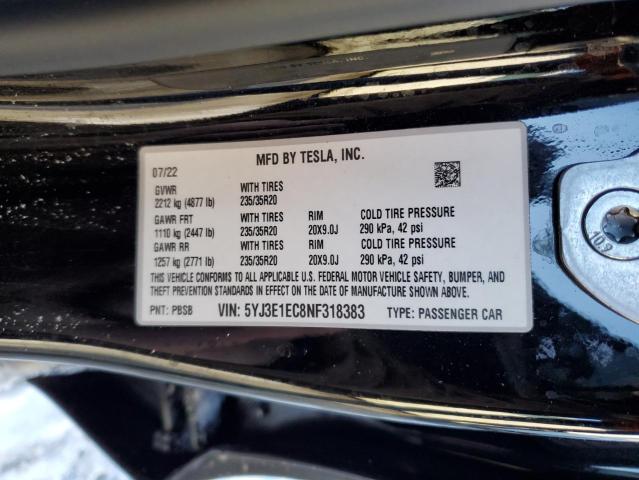 MFD BY TESLA, INC.
07/22
GVWR WITH TIRES
2212 kg (4877 lb) 235/35R20
GAWR FRT WITH TIRES RIM COLD TIRE PRESSURE
1110 kg (2447 lb) 235/35R20 20X9.0J 290 kPa, 42 psi
GAWR RR WITH TIRES RIM COLD TIRE PRESSURE
1257 kg (2771 lb) 235/35R20 20X9.0J 290 kPa, 42 psi
THIS VEHICLE CONFORMS TO ALL APPLICABLE U.S. FEDERAL MOTOR VEHICLE SAFETY, BUMPER, AND
THEFT PREVENTION STANDARDS IN EFFECT ON THE DATE OF MANUFACTURE SHOWN ABOVE.
PNT: PBSB VIN: 5YJ3E1EC8NF318383 TYPE: PASSENGER CAR
10.9